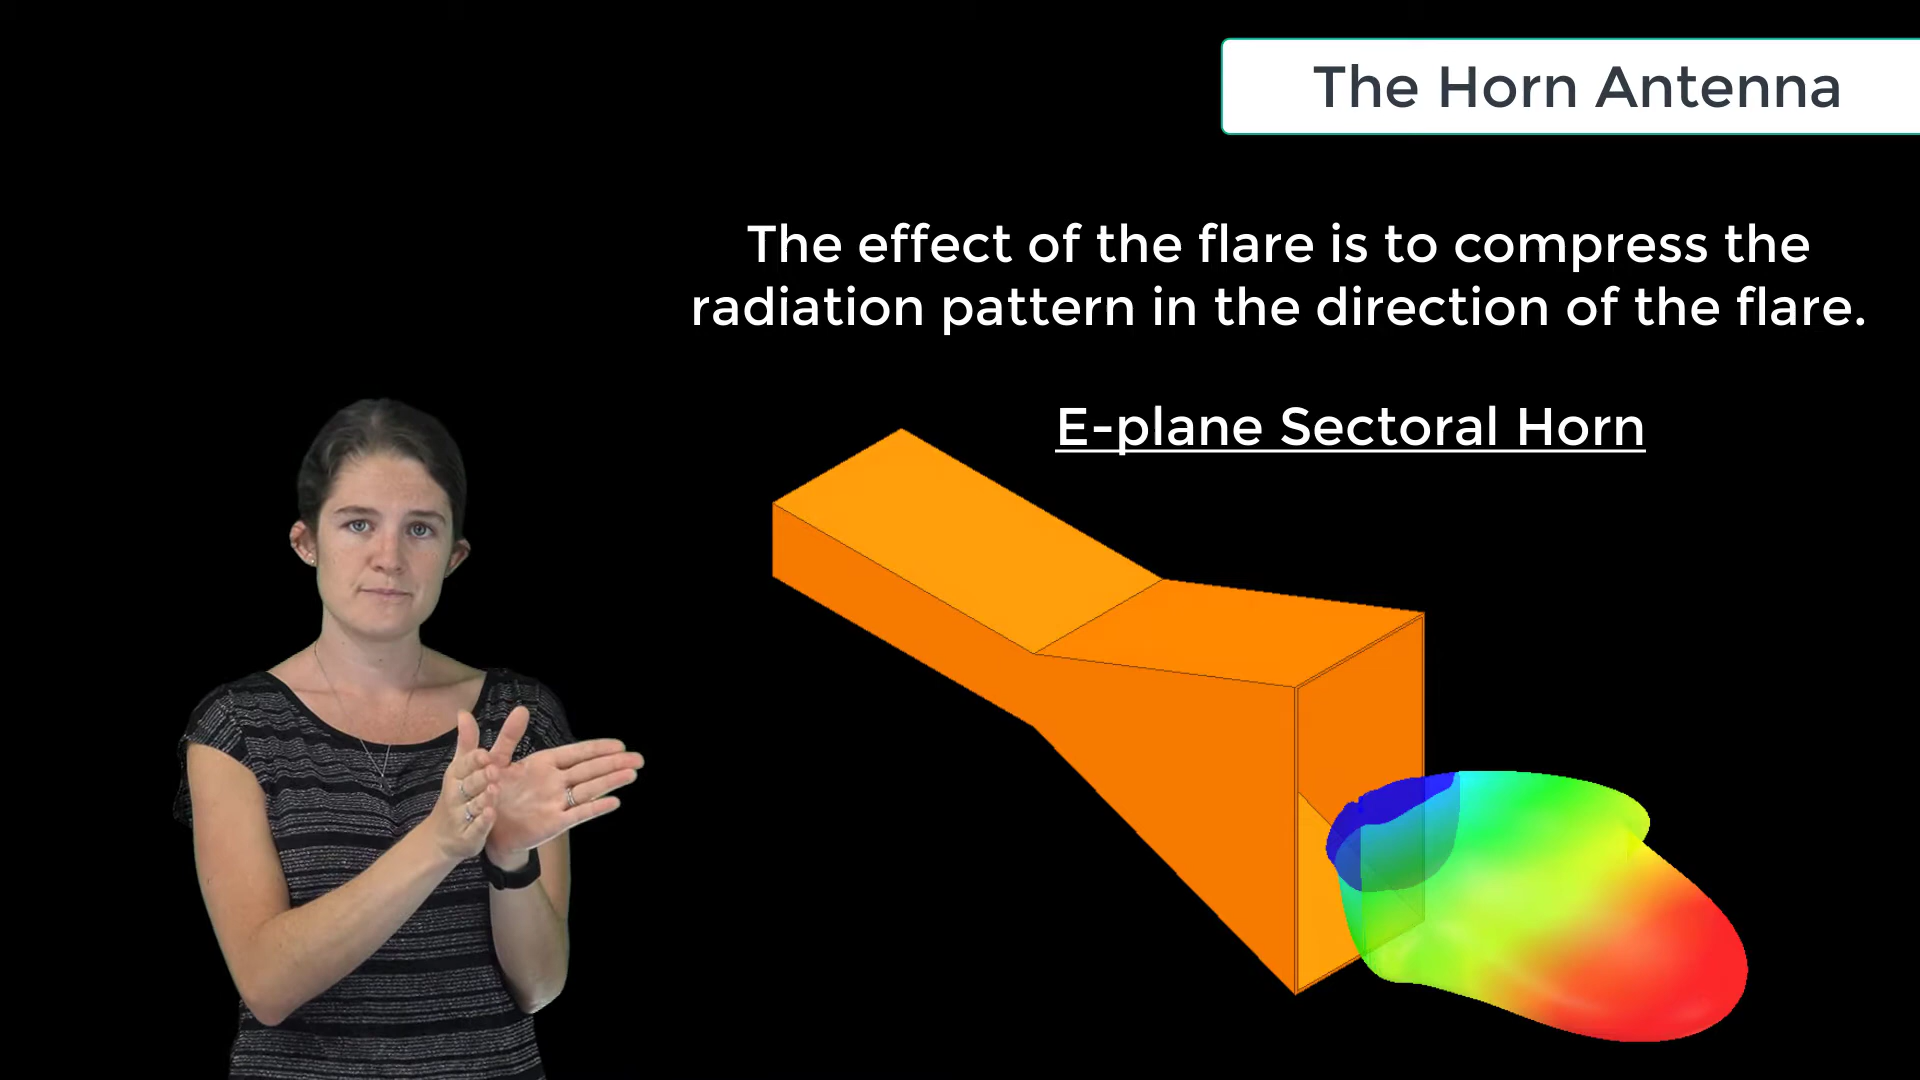 The Horn Antenna
The effect of the flare is to compress the
radiation pattern in the direction of the flare.
E-plane Sectoral Horn